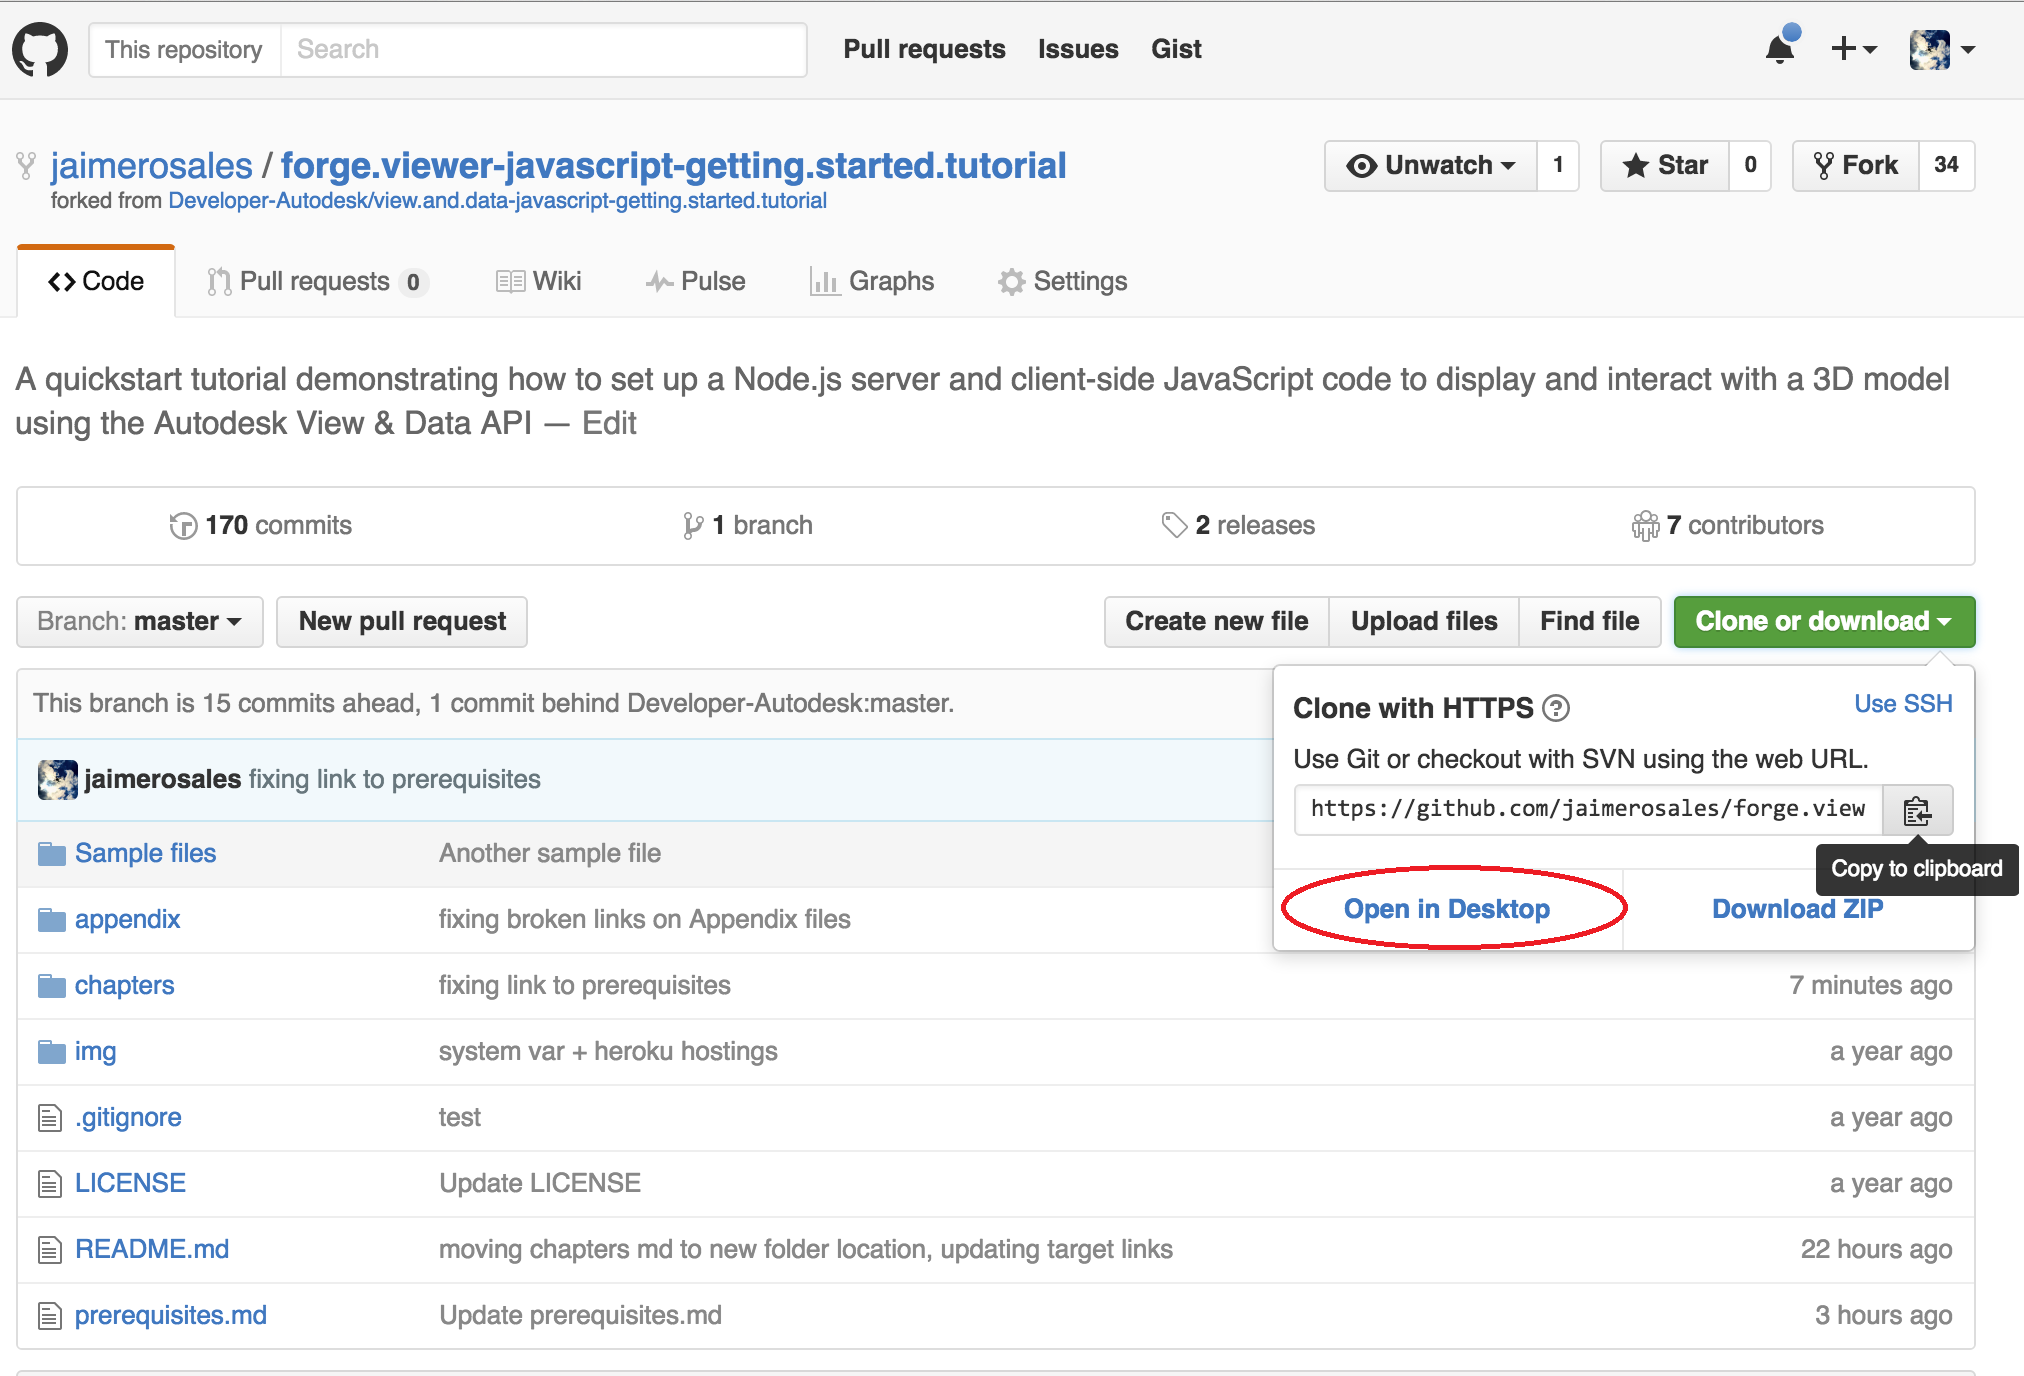 This repository Search Pull requests Issues Gist
jaimerosales / forge.viewer-javascript-getting.started.tutorial
forked from Developer-Autodesk/view.and.data-javascript-getting.started.tutorial
Unwatch 1 Star 0 Fork 34
Code Pull requests 0 Wiki Pulse Graphs Settings
A quickstart tutorial demonstrating how to set up a Node.js server and client-side JavaScript code to display and interact with a 3D model
using the Autodesk View & Data API — Edit
170 commits 1 branch 2 releases 7 contributors
Branch: master New pull request Create new file Upload files Find file Clone or download
This branch is 15 commits ahead, 1 commit behind Developer-Autodesk:master.
jaimerosales fixing link to prerequisites
Clone with HTTPS ? Use SSH
Use Git or checkout with SVN using the web URL.
https://github.com/jaimerosales/forge.view
Copy to clipboard
Open in Desktop Download ZIP
Sample files Another sample file
appendix fixing broken links on Appendix files
chapters fixing link to prerequisites 7 minutes ago
img system var + heroku hostings a year ago
.gitignore test a year ago
LICENSE Update LICENSE a year ago
README.md moving chapters md to new folder location, updating target links 22 hours ago
prerequisites.md Update prerequisites.md 3 hours ago